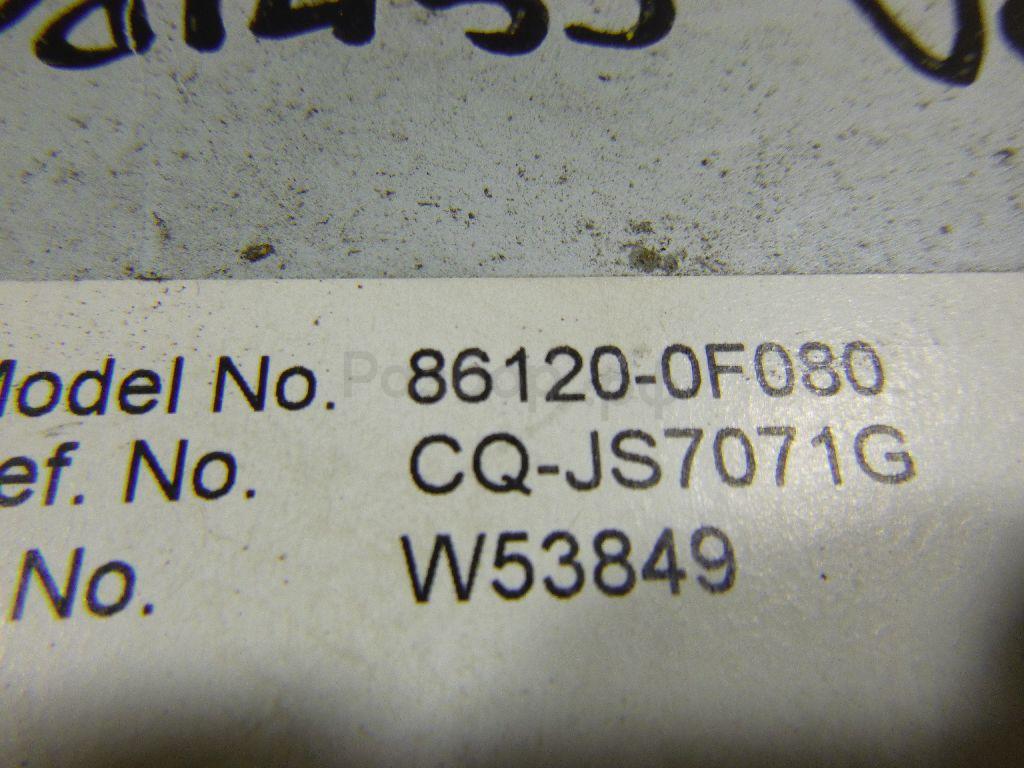 Model No. 86120-0F080
ef. No. CQ-JS7071G
No. W53849